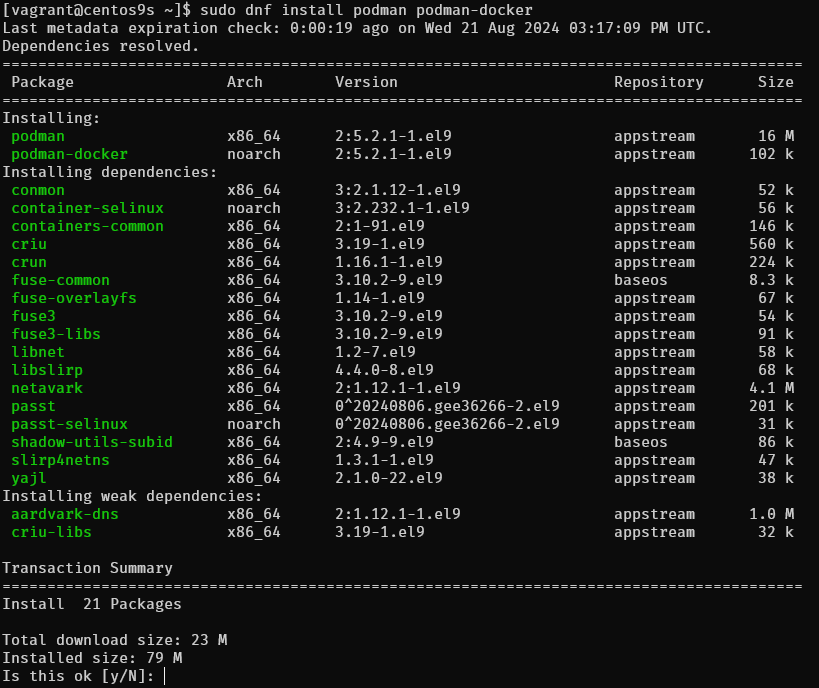 [vagrant@centos9s ~]$ sudo dnf install podman podman-docker
Last metadata expiration check: 0:00:19 ago on Wed 21 Aug 2024 03:17:09 PM UTC.
Dependencies resolved.
=========================================================================================
 Package                 Arch        Version                        Repository      Size
=========================================================================================
Installing:
 podman                  x86_64      2:5.2.1-1.el9                  appstream       16 M
 podman-docker           noarch      2:5.2.1-1.el9                  appstream      102 k
Installing dependencies:
 conmon                  x86_64      3:2.1.12-1.el9                 appstream       52 k
 container-selinux       noarch      3:2.232.1-1.el9                appstream       56 k
 containers-common       x86_64      2:1-91.el9                     appstream      146 k
 criu                    x86_64      3.19-1.el9                     appstream      560 k
 crun                    x86_64      1.16.1-1.el9                   appstream      224 k
 fuse-common             x86_64      3.10.2-9.el9                   baseos         8.3 k
 fuse-overlayfs          x86_64      1.14-1.el9                     appstream       67 k
 fuse3                   x86_64      3.10.2-9.el9                   appstream       54 k
 fuse3-libs              x86_64      3.10.2-9.el9                   appstream       91 k
 libnet                  x86_64      1.2-7.el9                      appstream       58 k
 libslirp                x86_64      4.4.0-8.el9                    appstream       68 k
 netavark                x86_64      2:1.12.1-1.el9                 appstream      4.1 M
 passt                   x86_64      0^20240806.gee36266-2.el9      appstream      201 k
 passt-selinux           noarch      0^20240806.gee36266-2.el9      appstream       31 k
 shadow-utils-subid      x86_64      2:4.9-9.el9                    baseos          86 k
 slirp4netns             x86_64      1.3.1-1.el9                    appstream       47 k
 yajl                    x86_64      2.1.0-22.el9                   appstream       38 k
Installing weak dependencies:
 aardvark-dns            x86_64      2:1.12.1-1.el9                 appstream      1.0 M
 criu-libs               x86_64      3.19-1.el9                     appstream       32 k

Transaction Summary
=========================================================================================
Install  21 Packages

Total download size: 23 M
Installed size: 79 M
Is this ok [y/N]: